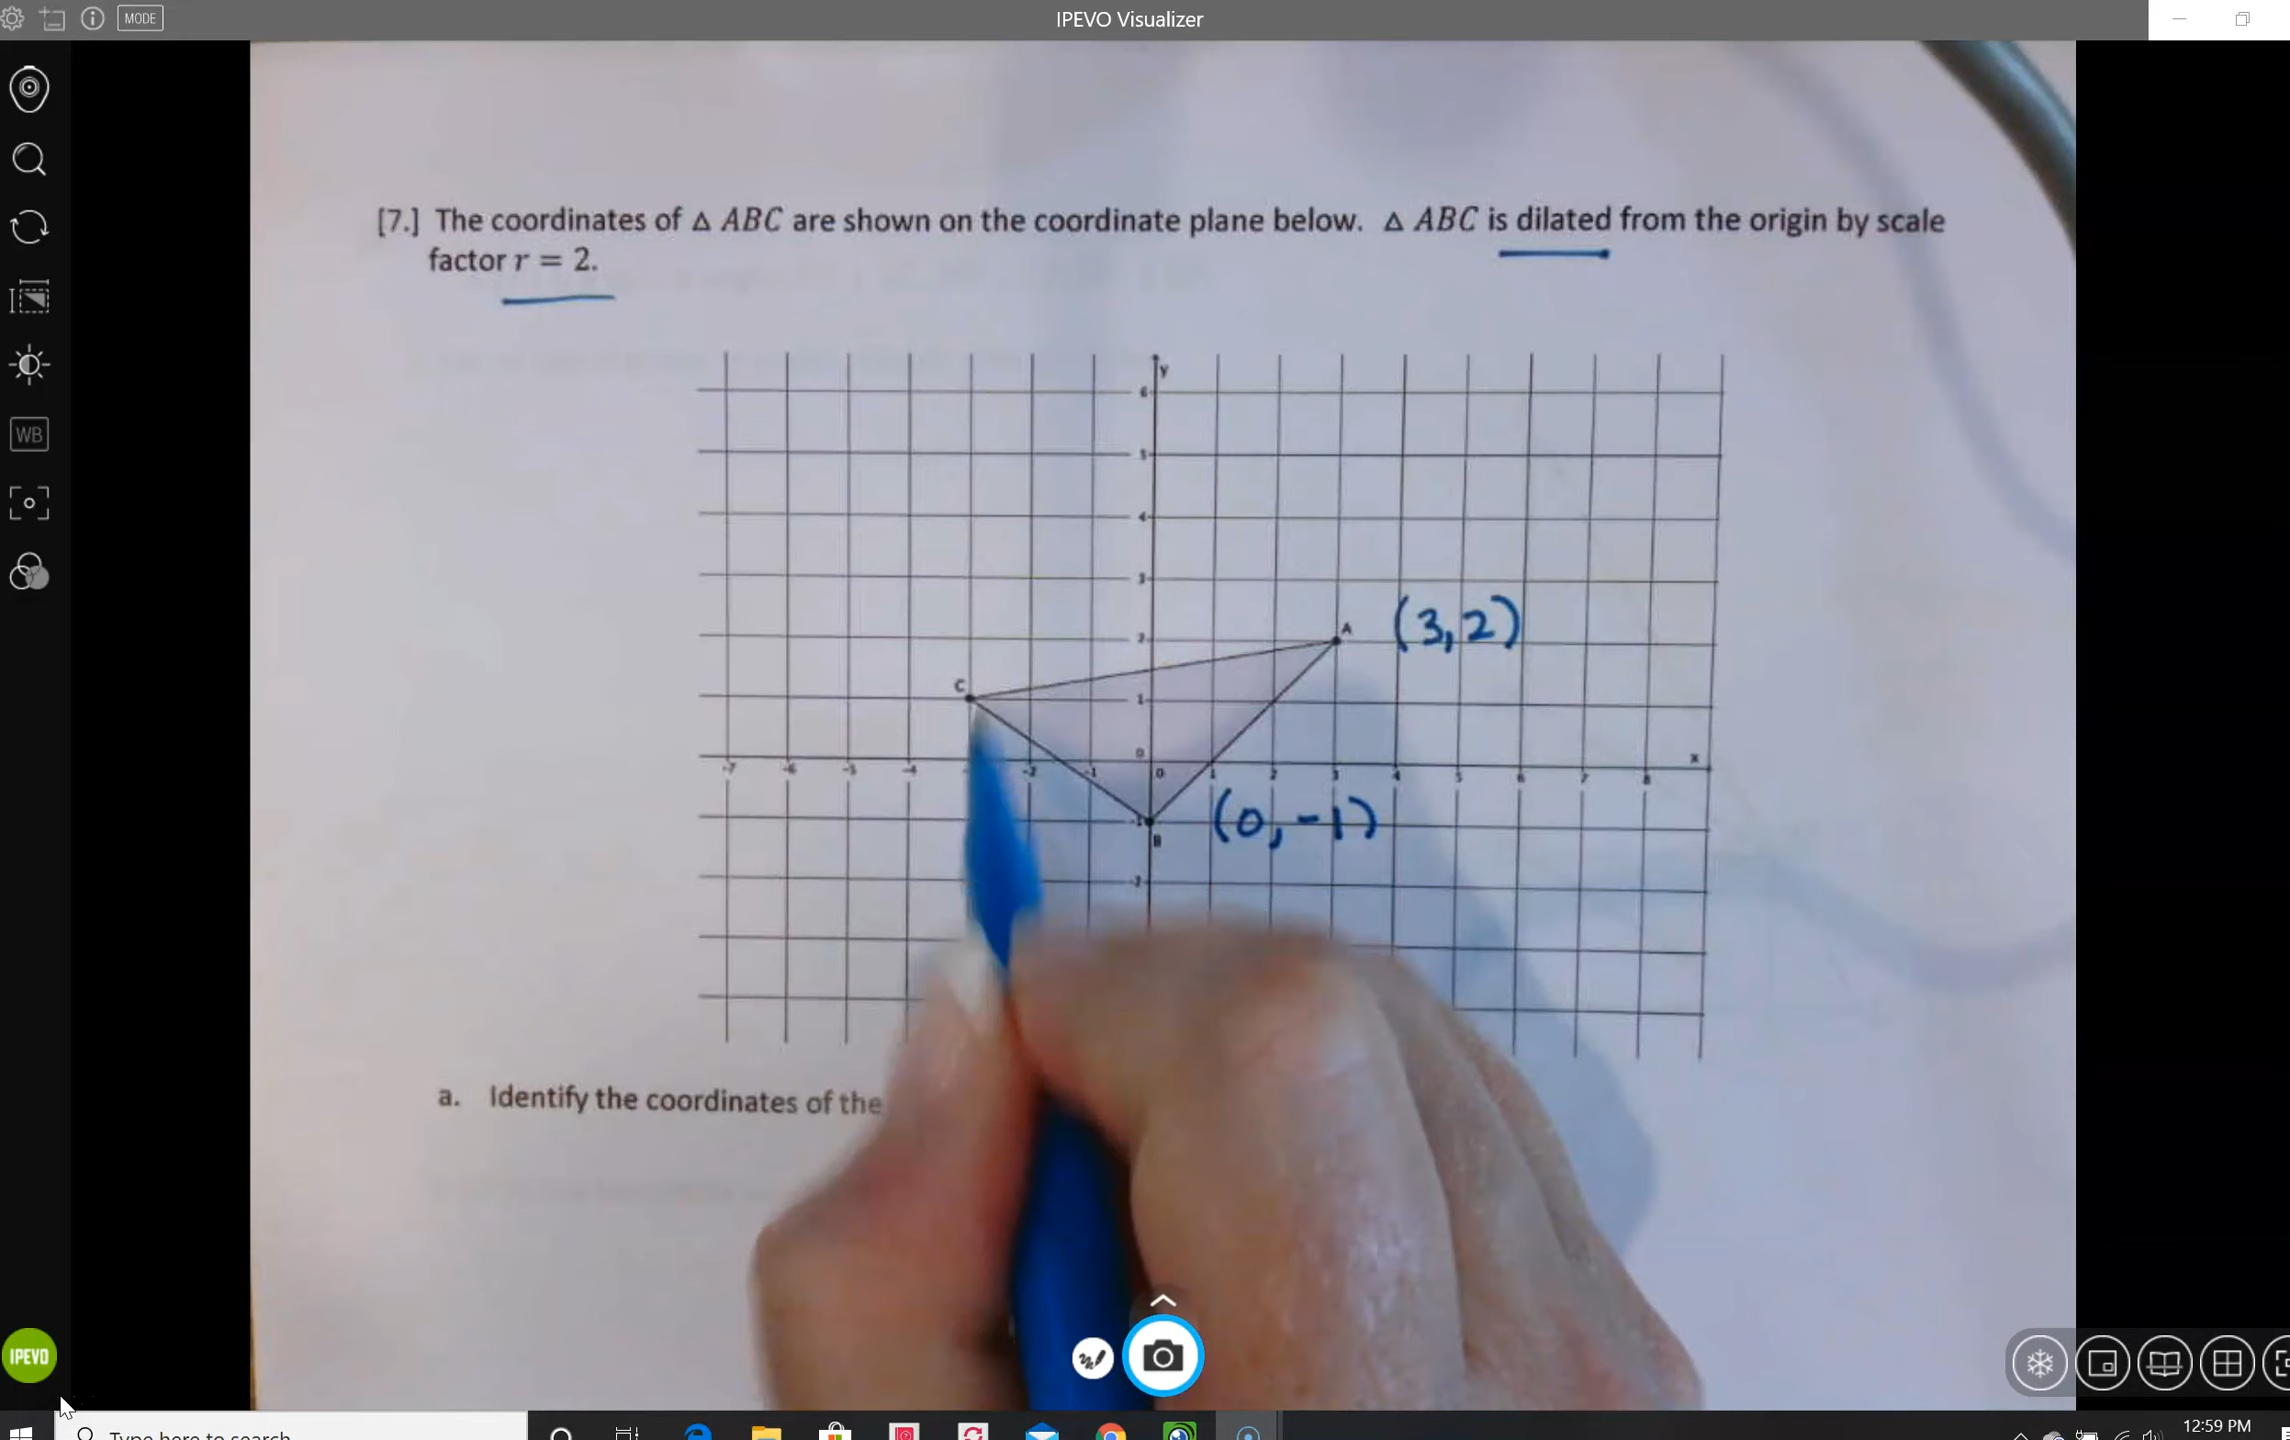 MODE
IPEVO Visualizer
WB
[7.] The coordinates of △ ABC are shown on the coordinate plane below. △ ABC is dilated from the origin by scale
factor r = 2.
y
6
5
4
3
A
(3,2)
2
C
1
0
x
-7 -6 -5 -4 -2 -1 0 1 2 3 4 5 6 7 8
-1
(0,-1)
B
-2
a. Identify the coordinates of the
IPEVO
12:59 PM
Type here to search